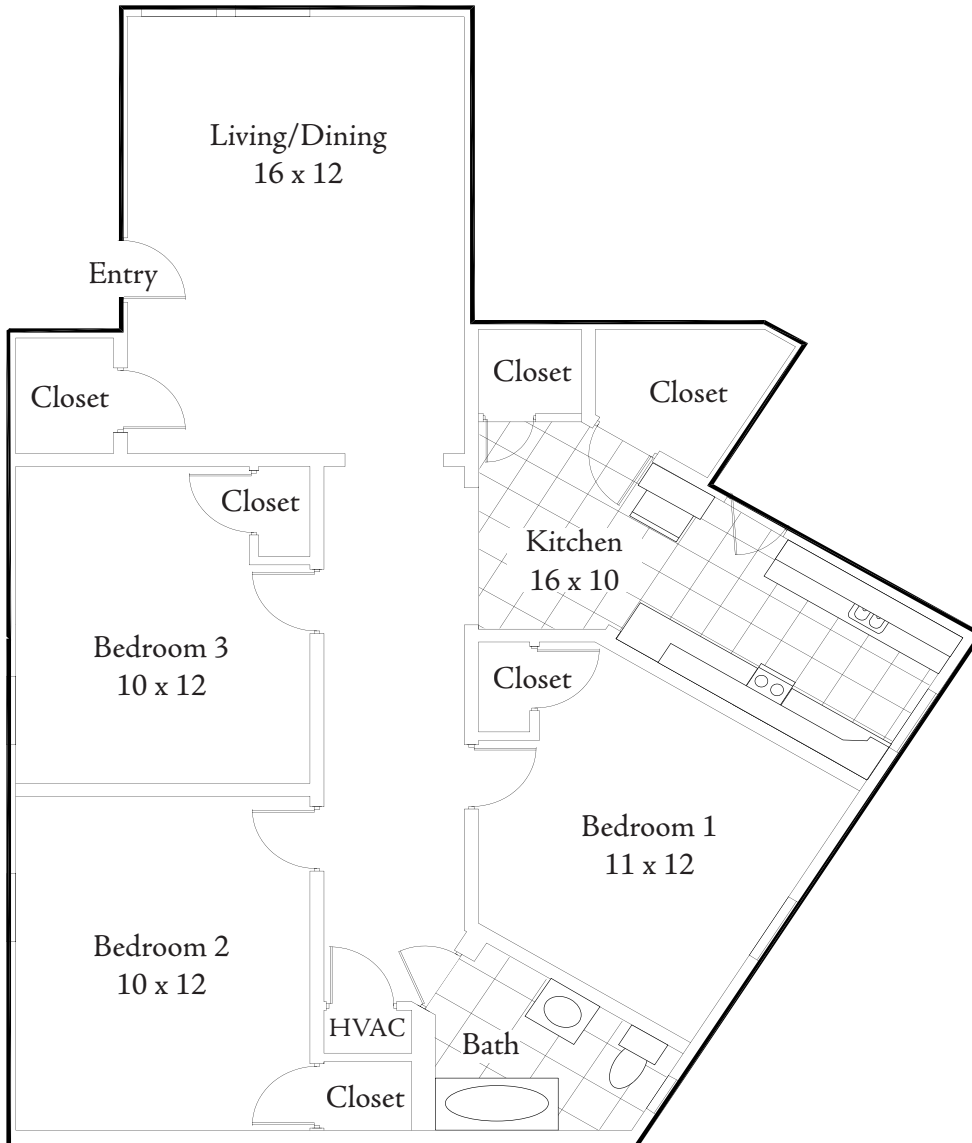 Living/Dining
16 x 12
Entry
Closet
Closet
Closet
Closet
Kitchen
16 x 10
Bedroom 3
10 x 12
Closet
Bedroom 1
11 x 12
Bedroom 2
10 x 12
HVAC
Bath
Closet